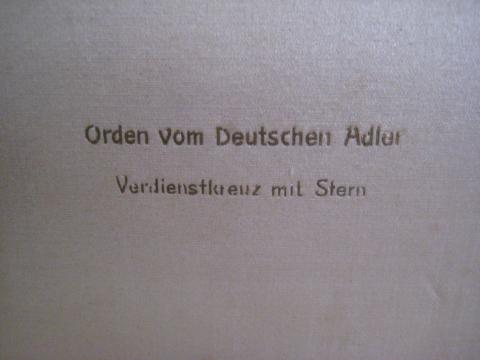 Orden vom Deutschen Adler
Verdienstkreuz mit Stern